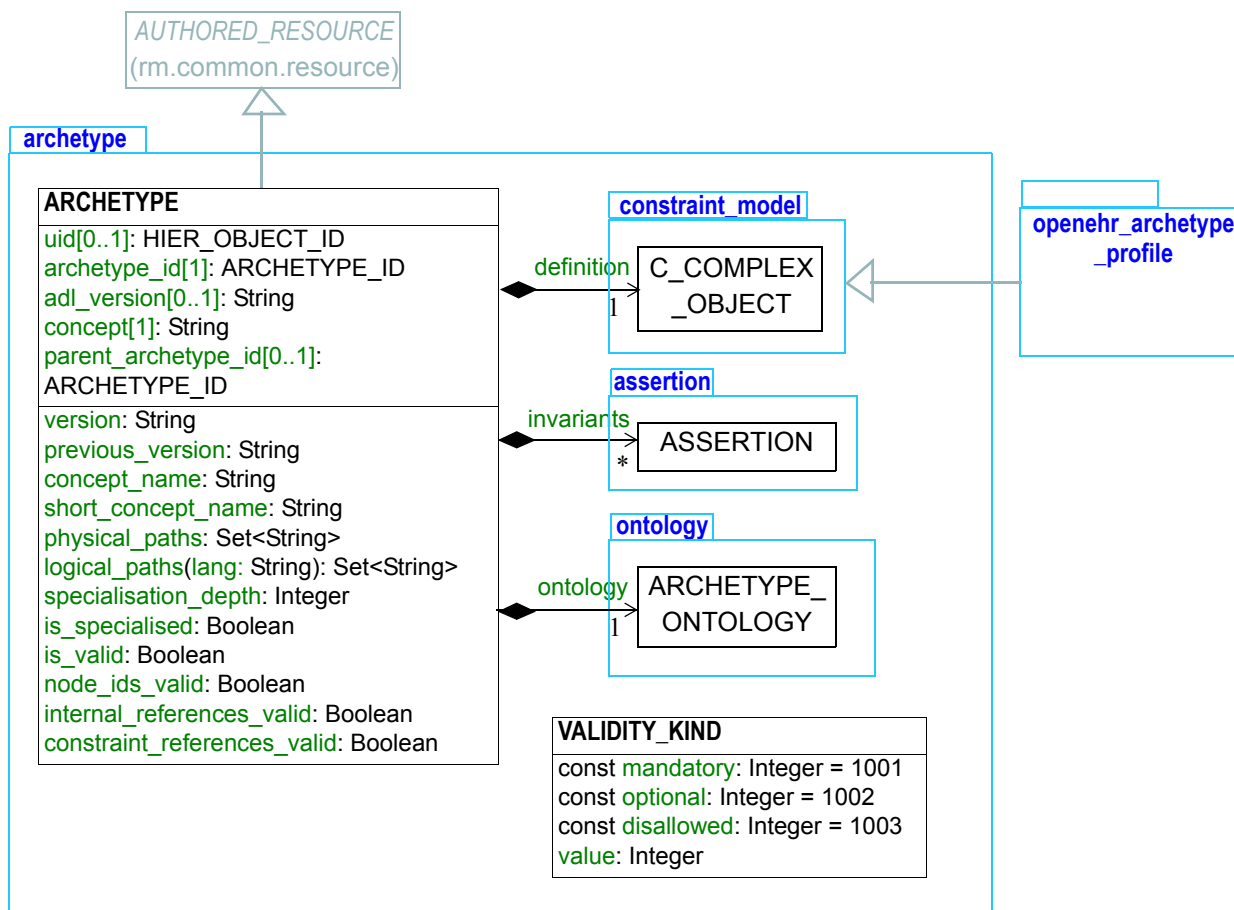 AUTHORED_RESOURCE
(rm.common.resource)
archetype
ARCHETYPE
uid[0..1]: HIER_OBJECT_ID
archetype_id[1]: ARCHETYPE_ID
adl_version[0..1]: String
concept[1]: String
parent_archetype_id[0..1]:
ARCHETYPE_ID
version: String
previous_version: String
concept_name: String
short_concept_name: String
physical_paths: Set<String>
logical_paths(lang: String): Set<String>
specialisation_depth: Integer
is_specialised: Boolean
is_valid: Boolean
node_ids_valid: Boolean
internal_references_valid: Boolean
constraint_references_valid: Boolean
constraint_model
definition
1
C_COMPLEX
_OBJECT
openehr_archetype
_profile
assertion
invariants
*
ASSERTION
ontology
ontology
1
ARCHETYPE_
ONTOLOGY
VALIDITY_KIND
const mandatory: Integer = 1001
const optional: Integer = 1002
const disallowed: Integer = 1003
value: Integer